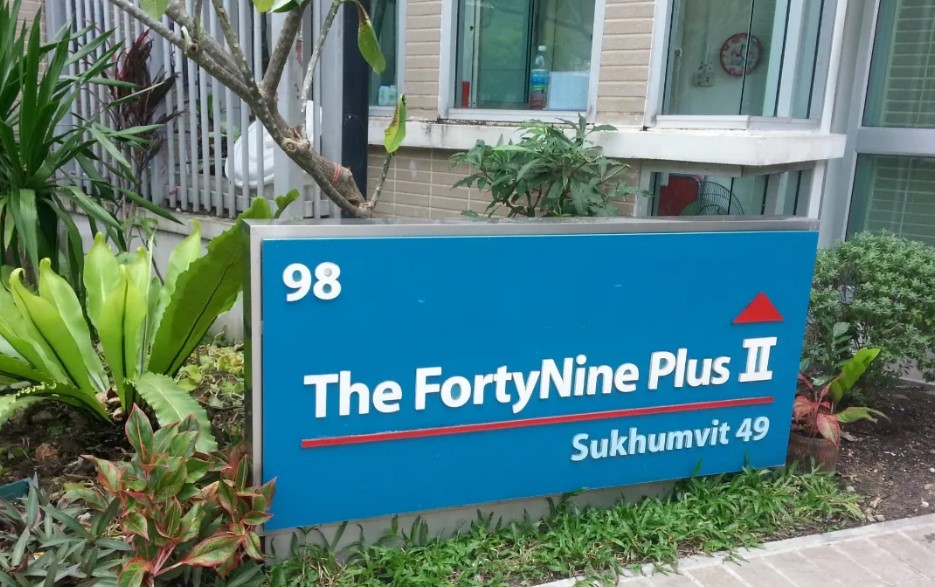 98
The FortyNine Plus II
Sukhumvit 49